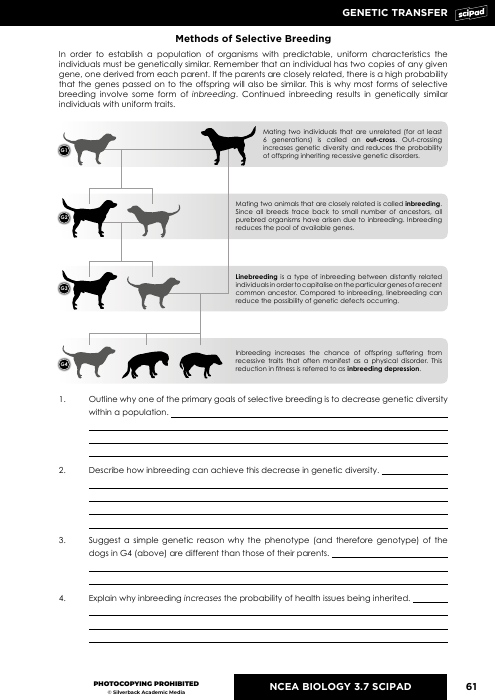 GENETIC TRANSFER
scipad
Methods of Selective Breeding
In order to establish a population of organisms with predictable, uniform characteristics the
individuals must be genetically similar. Remember that an individual has two copies of any given
gene, one derived from each parent. If the parents are closely related, there is a high probability
that the genes passed on to the offspring will also be similar. This is why most forms of selective
breeding involve some form of inbreeding. Continued inbreeding results in genetically similar
individuals with uniform traits.
G1
Mating two individuals that are unrelated (for at least
6 generations) is called an out-cross. Out-crossing
increases genetic diversity and reduces the probability
of offspring inheriting recessive genetic disorders.
G2
Mating two animals that are closely related is called inbreeding.
Since all breeds trace back to small number of ancestors, all
purebred organisms have arisen due to inbreeding. Inbreeding
reduces the pool of available genes.
G3
Linebreeding is a type of inbreeding between distantly related
individuals in order to capitalise on the particular genes of a recent
common ancestor. Compared to inbreeding, linebreeding can
reduce the possibility of genetic defects occurring.
G4
Inbreeding increases the chance of offspring suffering from
recessive traits that often manifest as a physical disorder. This
reduction in fitness is referred to as inbreeding depression.
1. Outline why one of the primary goals of selective breeding is to decrease genetic diversity
within a population.
2. Describe how inbreeding can achieve this decrease in genetic diversity.
3. Suggest a simple genetic reason why the phenotype (and therefore genotype) of the
dogs in G4 (above) are different than those of their parents.
4. Explain why inbreeding increases the probability of health issues being inherited.
PHOTOCOPYING PROHIBITED
© Silverback Academic Media
NCEA BIOLOGY 3.7 SCIPAD
61